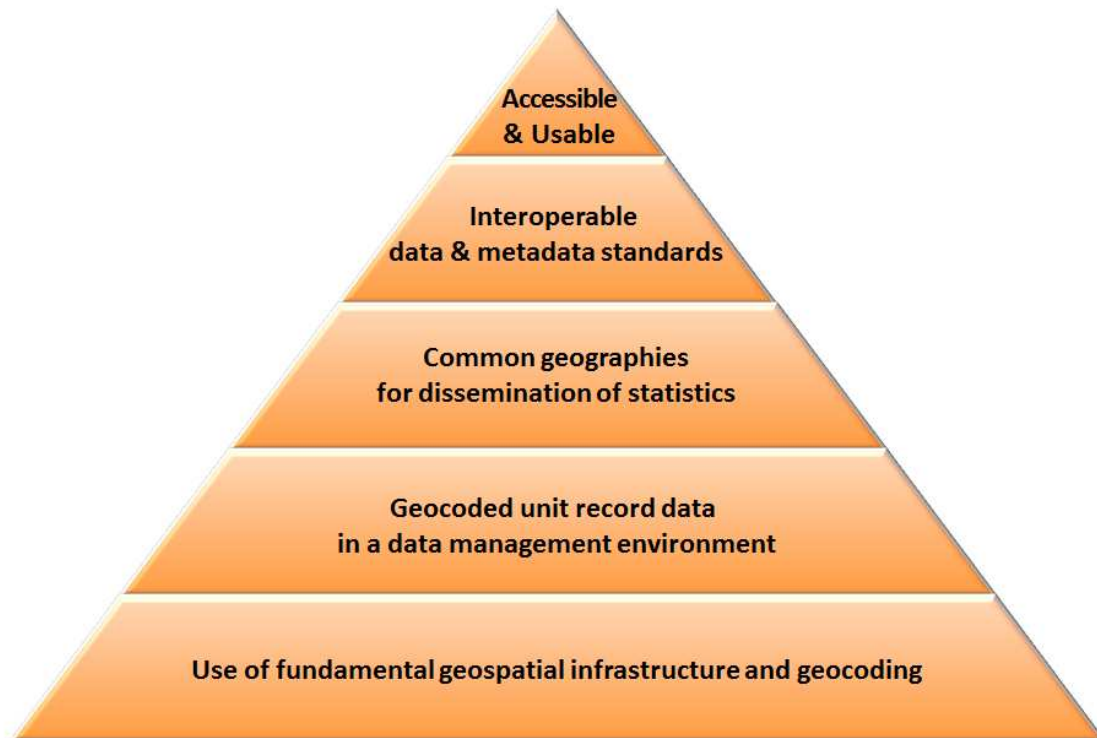 Accessible
& Usable
Interoperable
data & metadata standards
Common geographies
for dissemination of statistics
Geocoded unit record data
in a data management environment
Use of fundamental geospatial infrastructure and geocoding